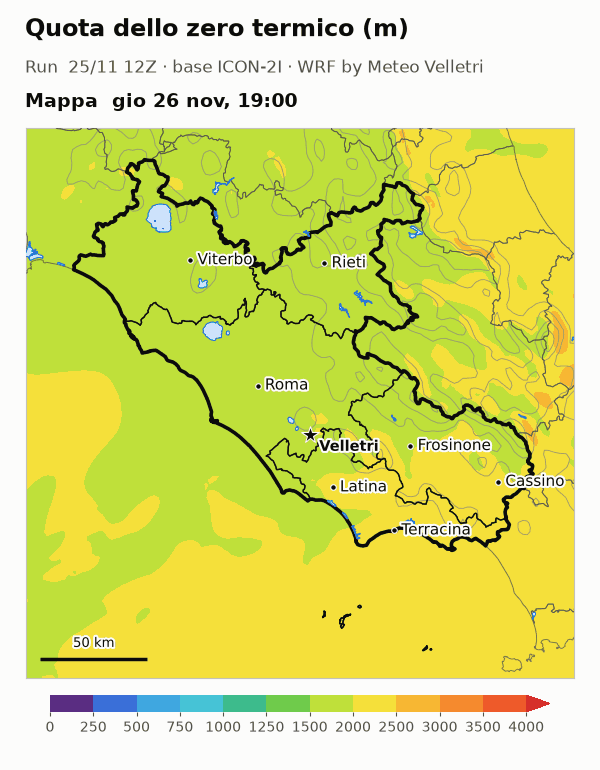 Quota dello zero termico (m)
Run  25/11 12Z · base ICON-2I · WRF by Meteo Velletri
Mappa  gio 26 nov, 19:00
Viterbo
Rieti
Roma
Velletri
Frosinone
Cassino
Latina
Terracina
50 km
0 250 500 750 1000 1250 1500 2000 2500 3000 3500 4000